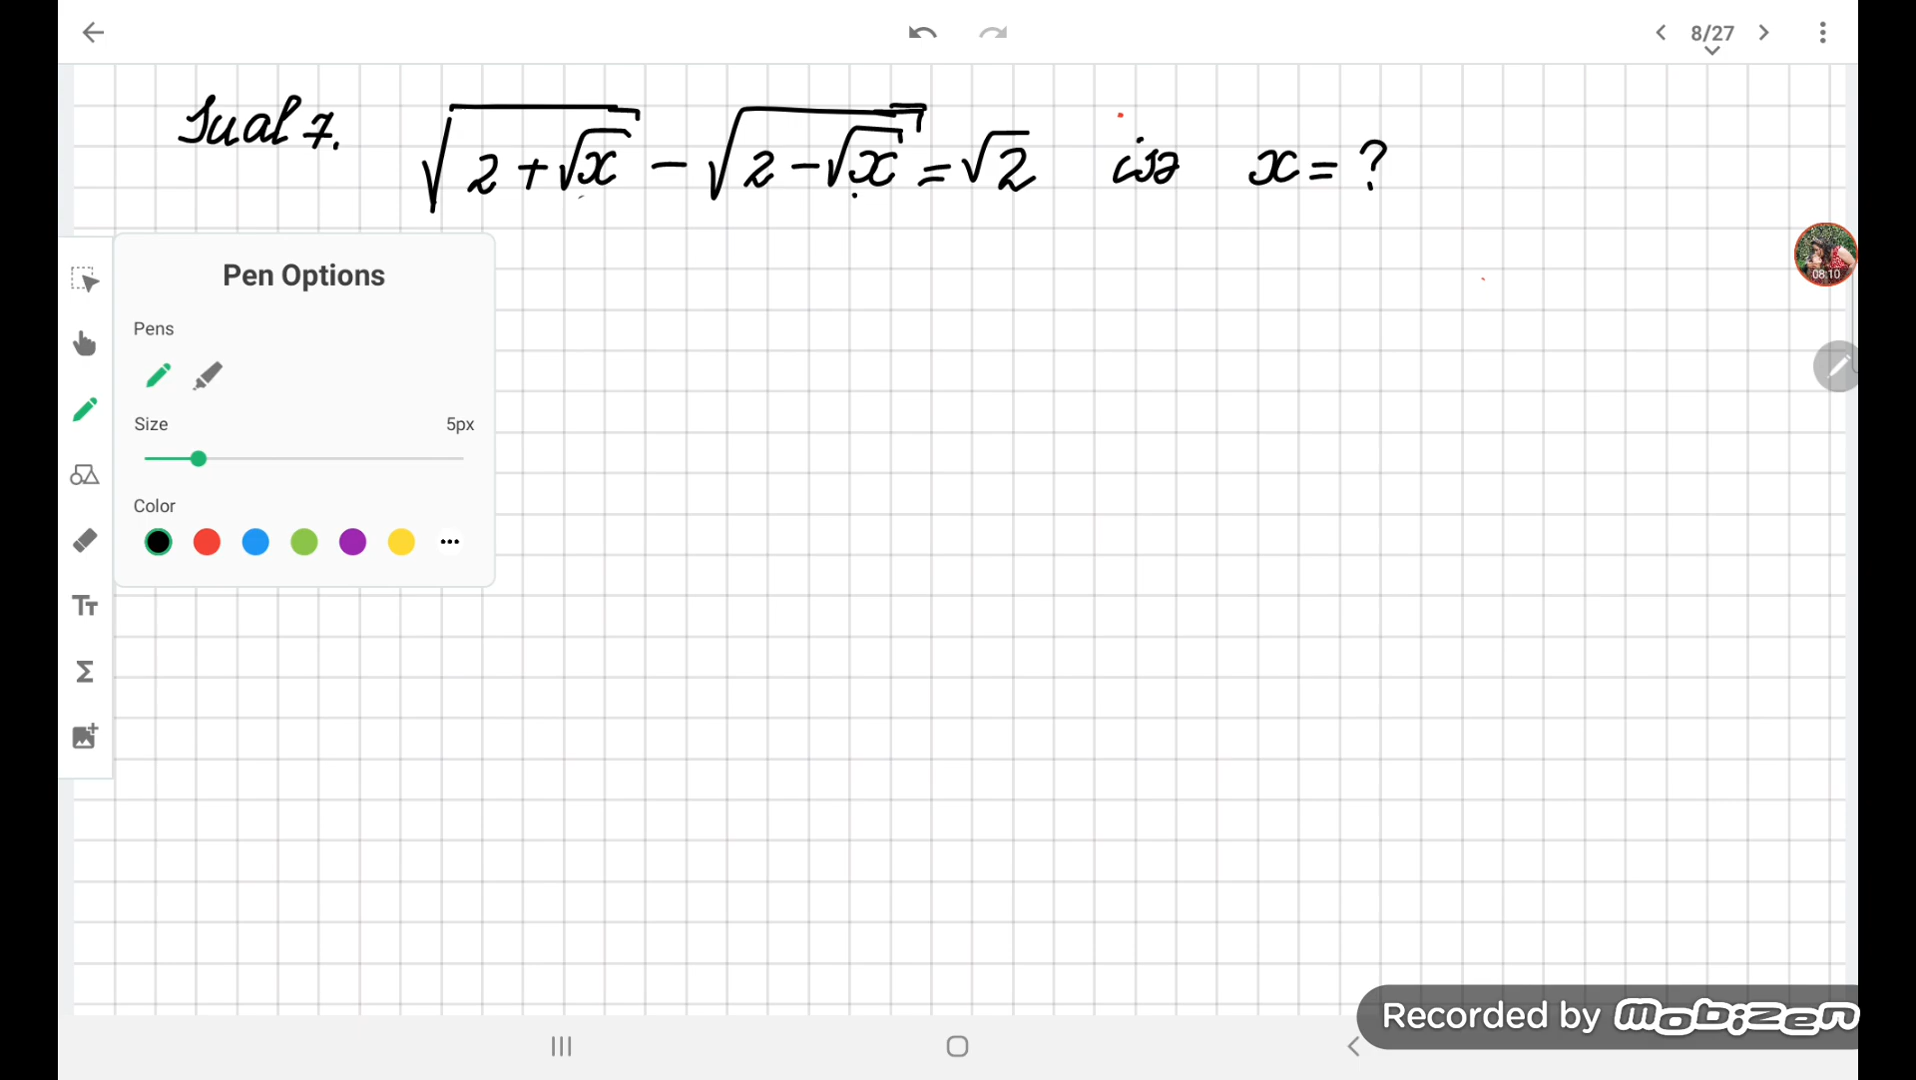 8/27
Sual 7. √(2+√x) − √(2−√x) = √2 isə x = ?
08:10
Pen Options
Pens
Size 5px
Color
Tт
Σ
Recorded by mobizen